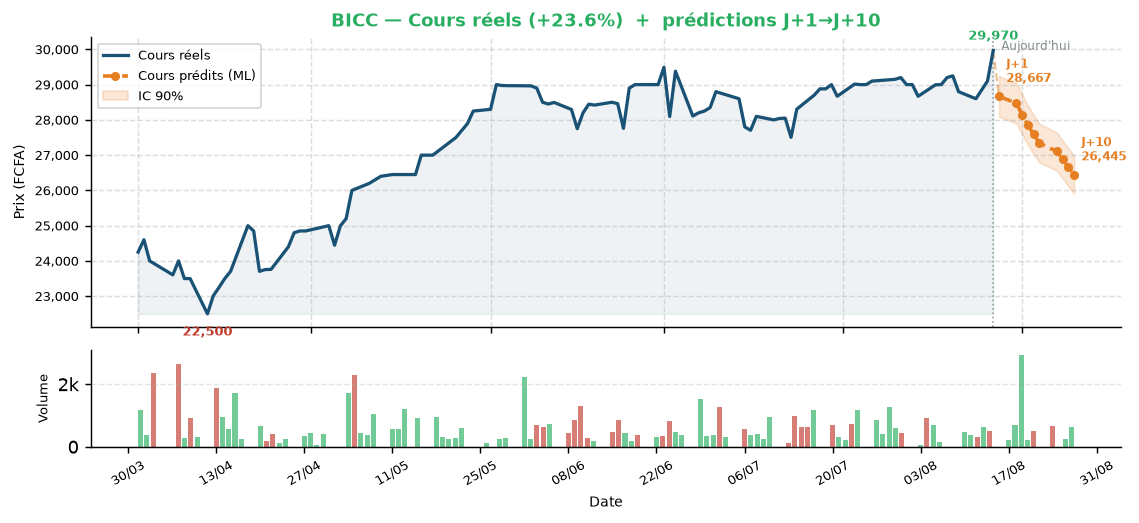 BICC — Cours réels (+23.6%)  +  prédictions J+1→J+10
Cours réels
Cours prédits (ML)
IC 90%
29,970
Aujourd'hui
J+1
28,667
J+10
26,445
22,500
Prix (FCFA)
30,000
29,000
28,000
27,000
26,000
25,000
24,000
23,000
Volume
2k
0
30/03
13/04
27/04
11/05
25/05
08/06
22/06
06/07
20/07
03/08
17/08
31/08
Date